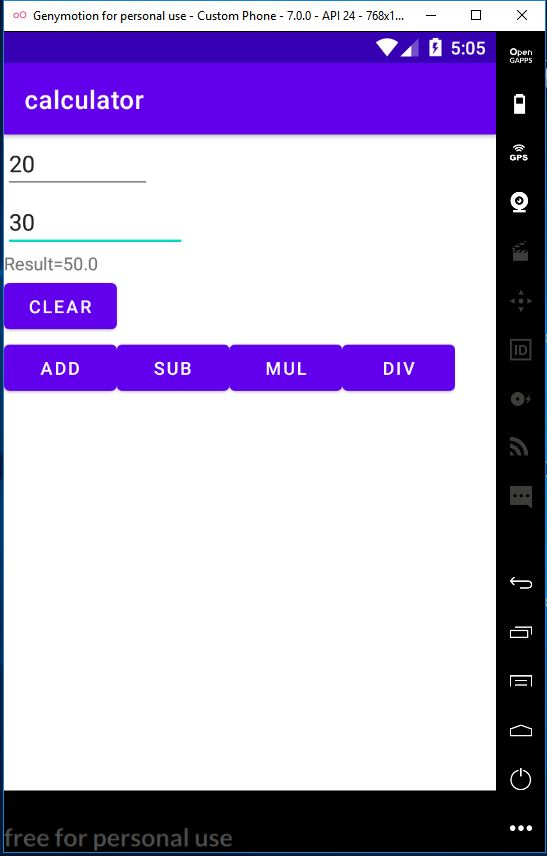 Genymotion for personal use - Custom Phone - 7.0.0 - API 24 - 768x1...
5:05
Open
GAPPS
calculator
20
GPS
30
Result=50.0
CLEAR
ID
ADD SUB MUL DIV
free for personal use